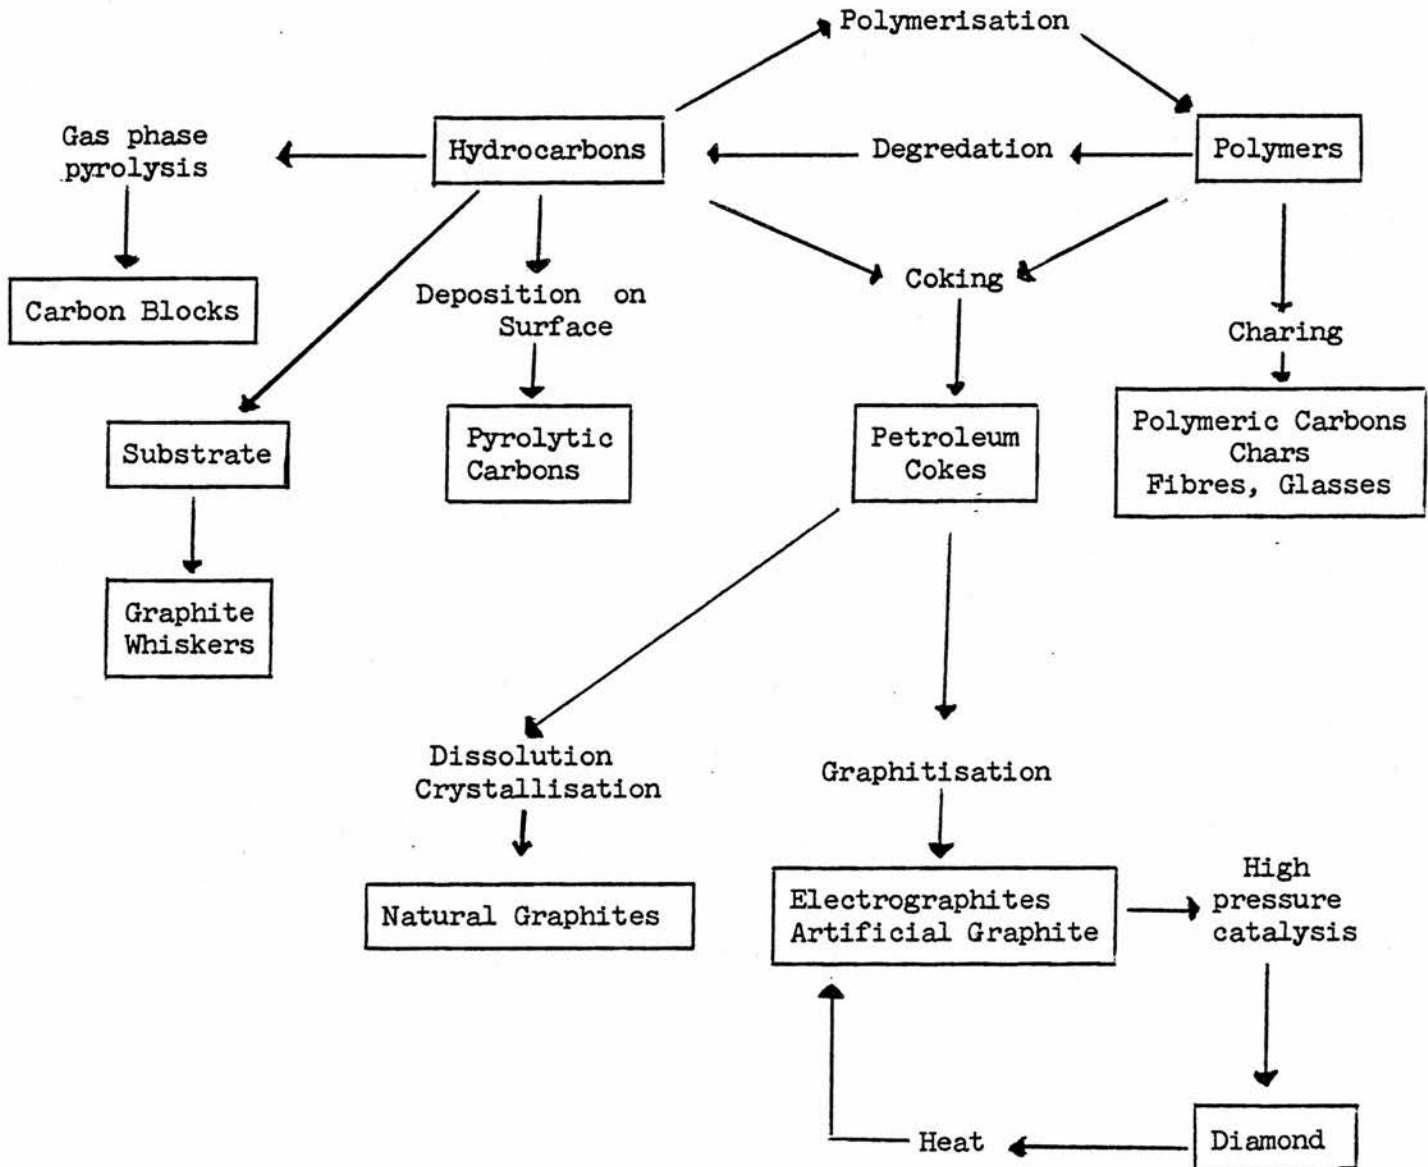 Polymerisation
Gas phase
pyrolysis
Hydrocarbons
Degredation
Polymers
Carbon Blocks
Deposition on
Surface
Coking
Charing
Substrate
Pyrolytic
Carbons
Petroleum
Cokes
Polymeric Carbons
Chars
Fibres, Glasses
Graphite
Whiskers
Dissolution
Crystallisation
Graphitisation
Natural Graphites
Electrographites
Artificial Graphite
High
pressure
catalysis
Heat
Diamond